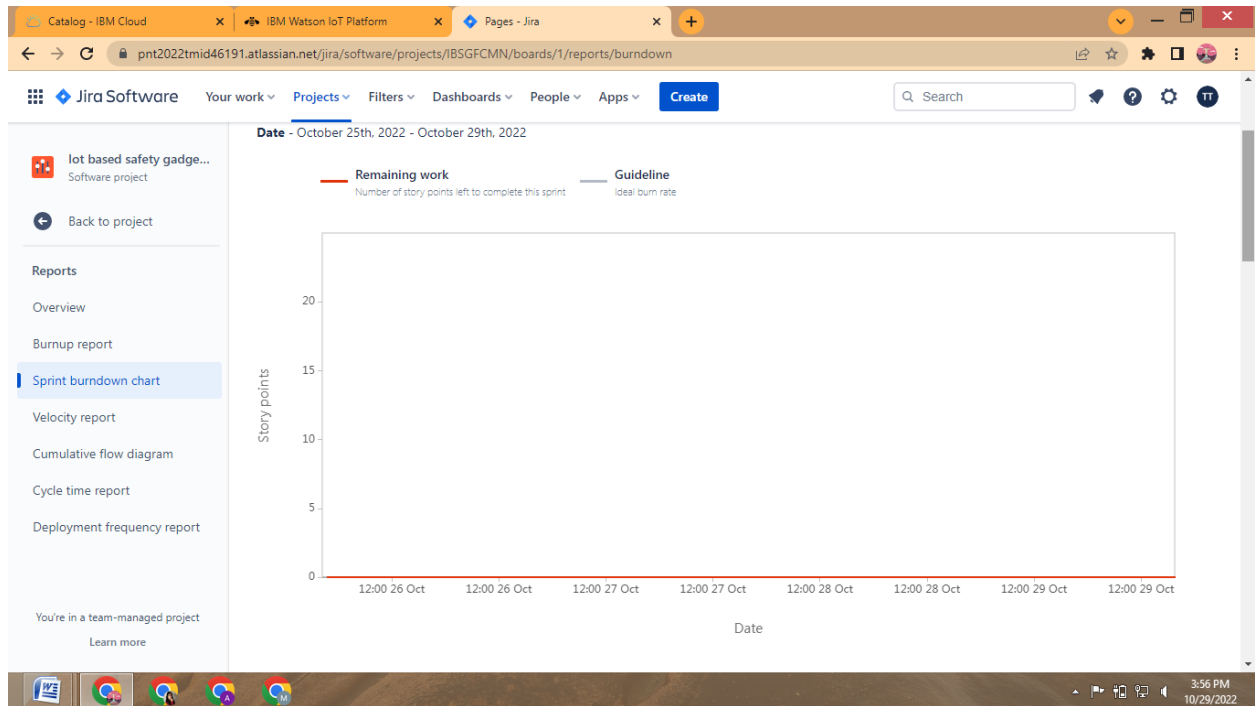 Catalog - IBM Cloud
IBM Watson IoT Platform
Pages - Jira
pnt2022tmid46191.atlassian.net/jira/software/projects/IBSGFCMN/boards/1/reports/burndown
Jira Software Your work Projects Filters Dashboards People Apps Create Search TT
Date - October 25th, 2022 - October 29th, 2022
Iot based safety gadge...
Software project
Back to project
Reports
Overview
Burnup report
Sprint burndown chart
Velocity report
Cumulative flow diagram
Cycle time report
Deployment frequency report
You're in a team-managed project
Learn more
Remaining work
Number of story points left to complete this sprint
Guideline
Ideal burn rate
Story points
20
15
10
5
0
12:00 26 Oct 12:00 26 Oct 12:00 27 Oct 12:00 27 Oct 12:00 28 Oct 12:00 28 Oct 12:00 29 Oct 12:00 29 Oct
Date
A
M
3:56 PM
10/29/2022